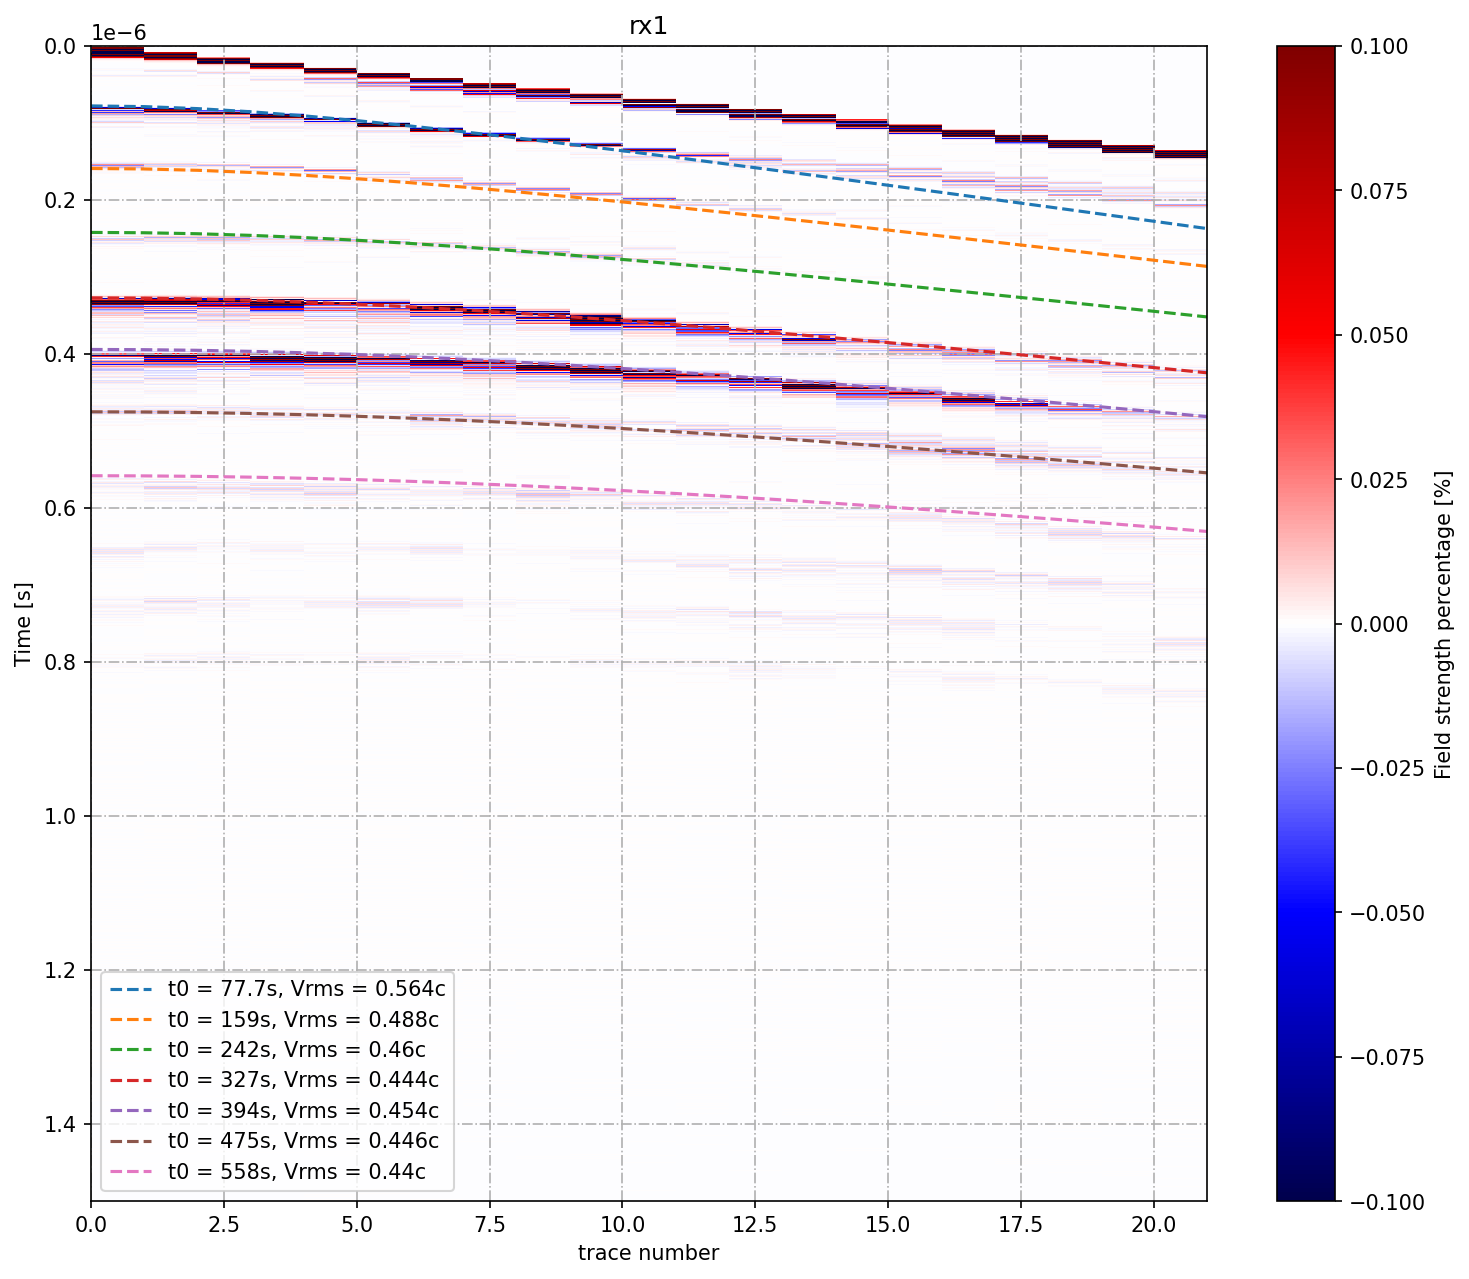 rx1
1e−6
0.0
0.2
0.4
0.6
0.8
1.0
1.2
1.4
Time [s]
t0 = 77.7s, Vrms = 0.564c
t0 = 159s, Vrms = 0.488c
t0 = 242s, Vrms = 0.46c
t0 = 327s, Vrms = 0.444c
t0 = 394s, Vrms = 0.454c
t0 = 475s, Vrms = 0.446c
t0 = 558s, Vrms = 0.44c
0.0 2.5 5.0 7.5 10.0 12.5 15.0 17.5 20.0
trace number
0.100
0.075
0.050
0.025
0.000
−0.025
−0.050
−0.075
−0.100
Field strength percentage [%]